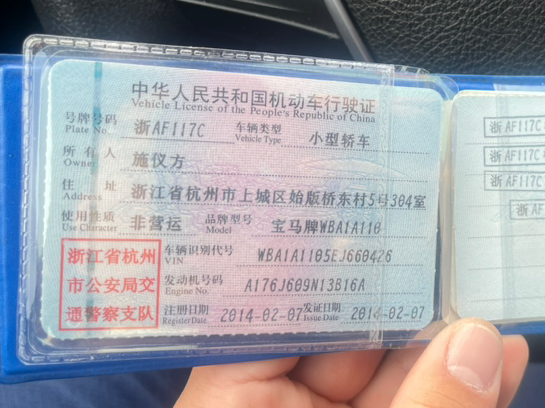 中华人民共和国机动车行驶证
Vehicle License of the People's Republic of China
号牌号码 浙AF117C 车辆类型 小型轿车
Plate No. Vehicle Type
所有人 施仪方
Owner
住址 浙江省杭州市上城区始版桥东村5号304室
Address
使用性质 非营运 品牌型号 宝马牌WBA1A110
Use Character Model
浙江省杭州
市公安局交
通警察支队
车辆识别代号 WBA1A1105EJ660426
VIN
发动机号码 A176J609N13B16A
Engine No.
注册日期 2014-02-07 发证日期 2014-02-07
Register Date Issue Date
浙AF117C
浙AF117C
浙AF117C
浙AF